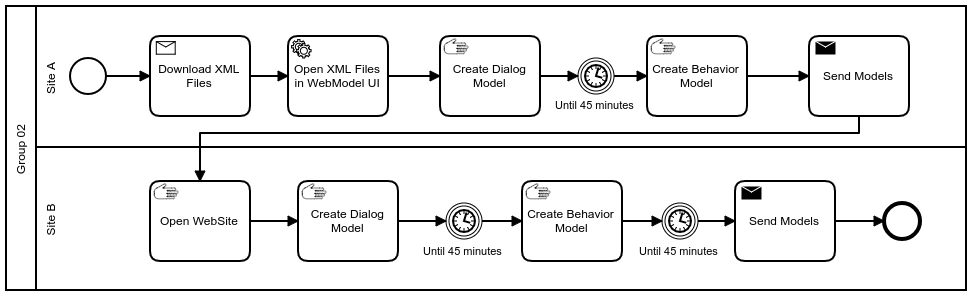 Group 02
Site A
Download XML
Files
Open XML Files
in WebModel UI
Create Dialog
Model
Until 45 minutes
Create Behavior
Model
Send Models
Site B
Open WebSite
Create Dialog
Model
Until 45 minutes
Create Behavior
Model
Until 45 minutes
Send Models